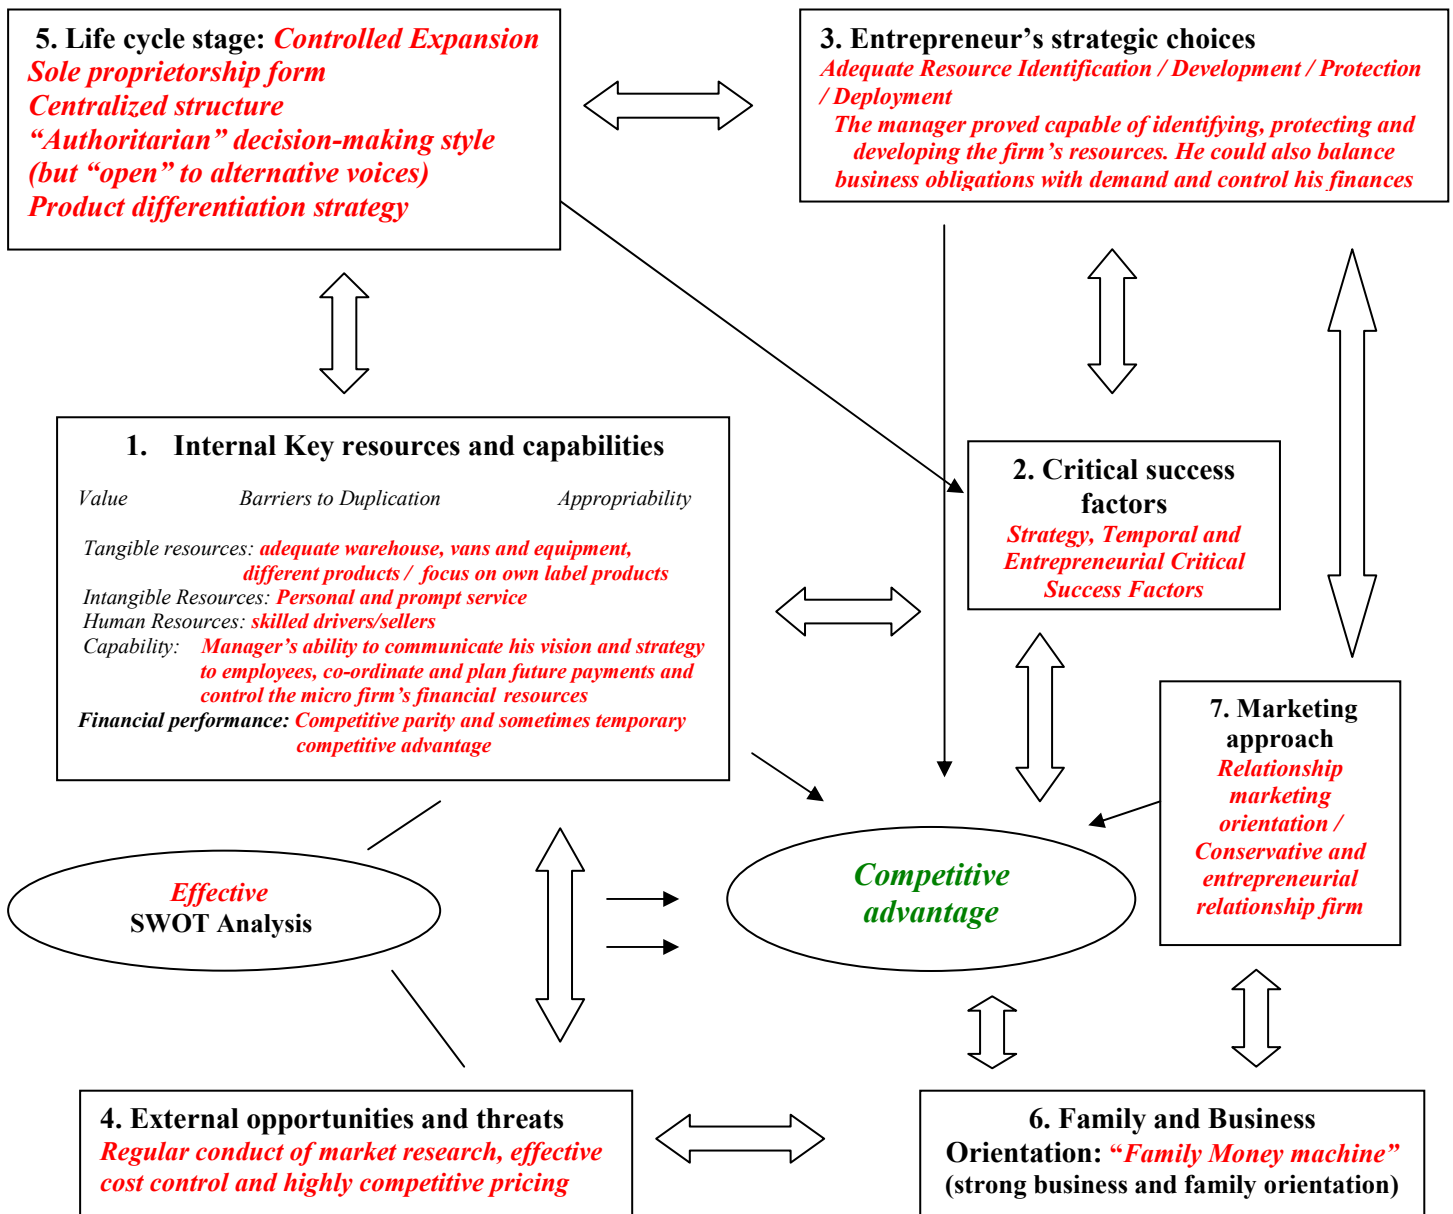 5. Life cycle stage: Controlled Expansion
Sole proprietorship form
Centralized structure
“Authoritarian” decision-making style
(but “open” to alternative voices)
Product differentiation strategy
3. Entrepreneur’s strategic choices
Adequate Resource Identification / Development / Protection
/ Deployment
The manager proved capable of identifying, protecting and
developing the firm’s resources. He could also balance
business obligations with demand and control his finances
1. Internal Key resources and capabilities
Value Barriers to Duplication Appropriability
Tangible resources: adequate warehouse, vans and equipment,
different products / focus on own label products
Intangible Resources: Personal and prompt service
Human Resources: skilled drivers/sellers
Capability: Manager’s ability to communicate his vision and strategy
to employees, co-ordinate and plan future payments and
control the micro firm’s financial resources
Financial performance: Competitive parity and sometimes temporary
competitive advantage
2. Critical success
factors
Strategy, Temporal and
Entrepreneurial Critical
Success Factors
7. Marketing
approach
Relationship
marketing
orientation /
Conservative and
entrepreneurial
relationship firm
Effective
SWOT Analysis
Competitive
advantage
4. External opportunities and threats
Regular conduct of market research, effective
cost control and highly competitive pricing
6. Family and Business
Orientation: “Family Money machine”
(strong business and family orientation)